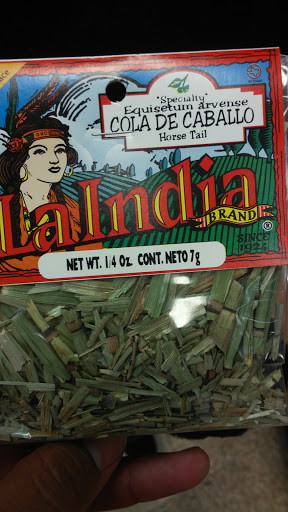 "Specialty"
Equisetum arvense
COLA DE CABALLO
Horse Tail
La India
BRAND
SINCE
1924
NET WT. 1/4 Oz. CONT. NETO 7g